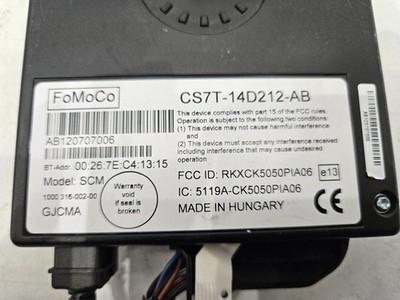 FoMoCo
CS7T-14D212-AB
This device complies with part 15 of the FCC rules.
Operation is subject to the following two conditions:
(1) This device may not cause harmful interference
and
(2) This device must accept any interference received
including interference that may cause undesired
operation
AB120707006
BT-Addr: 00:26:7E:C4:13:15
Model: SCM
1000 316-002-00
GJCMA
Warranty
void
if seal is
broken
FCC ID: RKXCK5050PIA06
e13
IC: 5119A-CK5050PIA06
MADE IN HUNGARY
CE